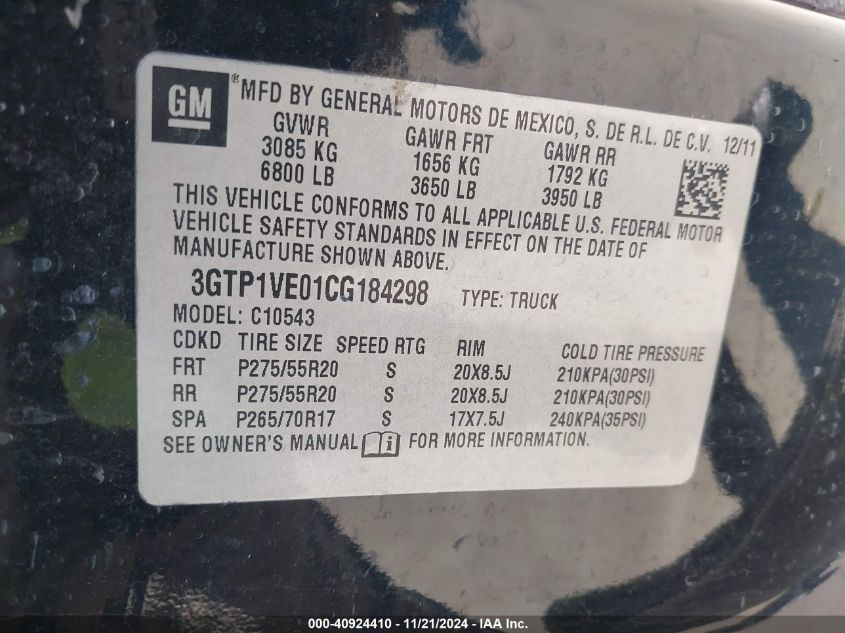 GM ® MFD BY GENERAL MOTORS DE MEXICO, S. DE R.L. DE C.V. 12/11
GVWR GAWR FRT GAWR RR
3085 KG 1656 KG 1792 KG
6800 LB 3650 LB 3950 LB
THIS VEHICLE CONFORMS TO ALL APPLICABLE U.S. FEDERAL MOTOR
VEHICLE SAFETY STANDARDS IN EFFECT ON THE DATE OF
MANUFACTURE SHOWN ABOVE.
3GTP1VE01CG184298 TYPE: TRUCK
MODEL: C10543
CDKD TIRE SIZE SPEED RTG RIM COLD TIRE PRESSURE
FRT P275/55R20 S 20X8.5J 210KPA(30PSI)
RR P275/55R20 S 20X8.5J 210KPA(30PSI)
SPA P265/70R17 S 17X7.5J 240KPA(35PSI)
SEE OWNER'S MANUAL FOR MORE INFORMATION.
000-40924410 - 11/21/2024 - IAA Inc.